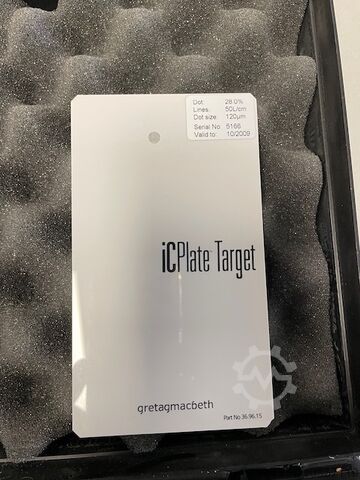 Dot: 28.0%
Lines: 50L/cm
Dot size: 120µm
Serial No: 5166
Valid to: 10/2009
iCPlate Target
gretagmacbeth
Part No 36.96.15